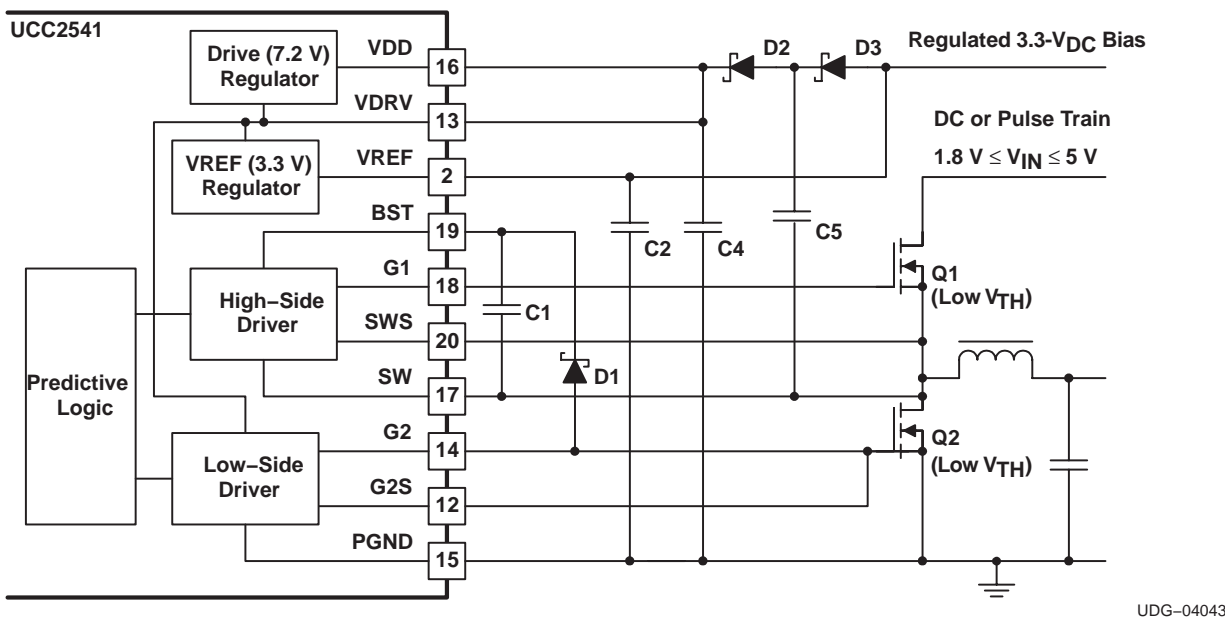 UCC2541
Drive (7.2 V)
Regulator
VDD
16
D2
D3
Regulated 3.3-VDC Bias
VDRV
13
DC or Pulse Train
1.8 V ≤ VIN ≤ 5 V
VREF (3.3 V)
Regulator
VREF
2
BST
19
C2
C4
C5
G1
18
Q1
(Low VTH)
High−Side
Driver
C1
SWS
20
SW
17
D1
Predictive
Logic
G2
14
Q2
(Low VTH)
Low−Side
Driver
G2S
12
PGND
15
UDG−04043